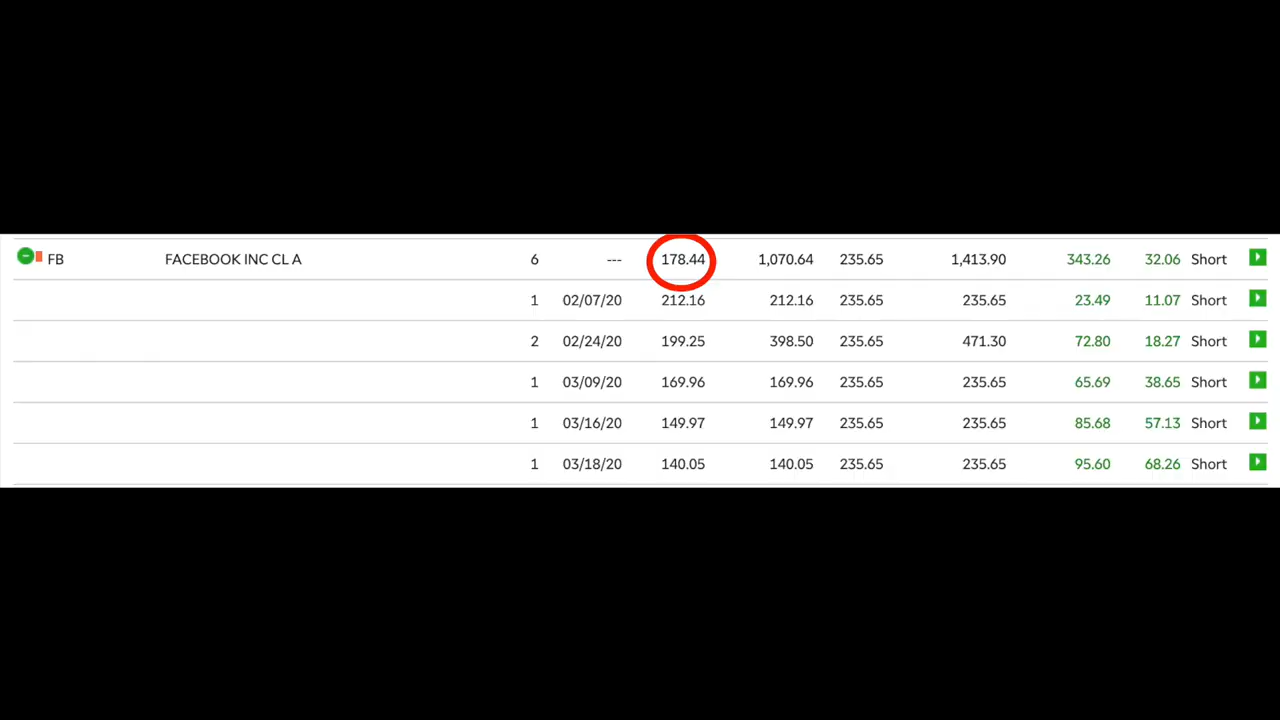 FB FACEBOOK INC CL A 6 --- 178.44 1,070.64 235.65 1,413.90 343.26 32.06 Short
1 02/07/20 212.16 212.16 235.65 235.65 23.49 11.07 Short
2 02/24/20 199.25 398.50 235.65 471.30 72.80 18.27 Short
1 03/09/20 169.96 169.96 235.65 235.65 65.69 38.65 Short
1 03/16/20 149.97 149.97 235.65 235.65 85.68 57.13 Short
1 03/18/20 140.05 140.05 235.65 235.65 95.60 68.26 Short